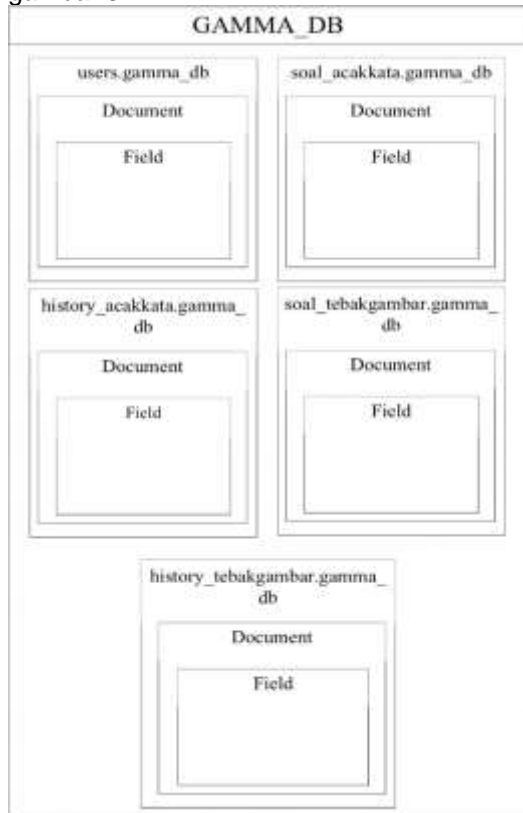 GAMMA_DB
users.gamma_db
Document
Field
soal_acakkata.gamma_db
Document
Field
history_acakkata.gamma_
db
Document
Field
soal_tebakgambar.gamma_
db
Document
Field
history_tebakgambar.gamma_
db
Document
Field